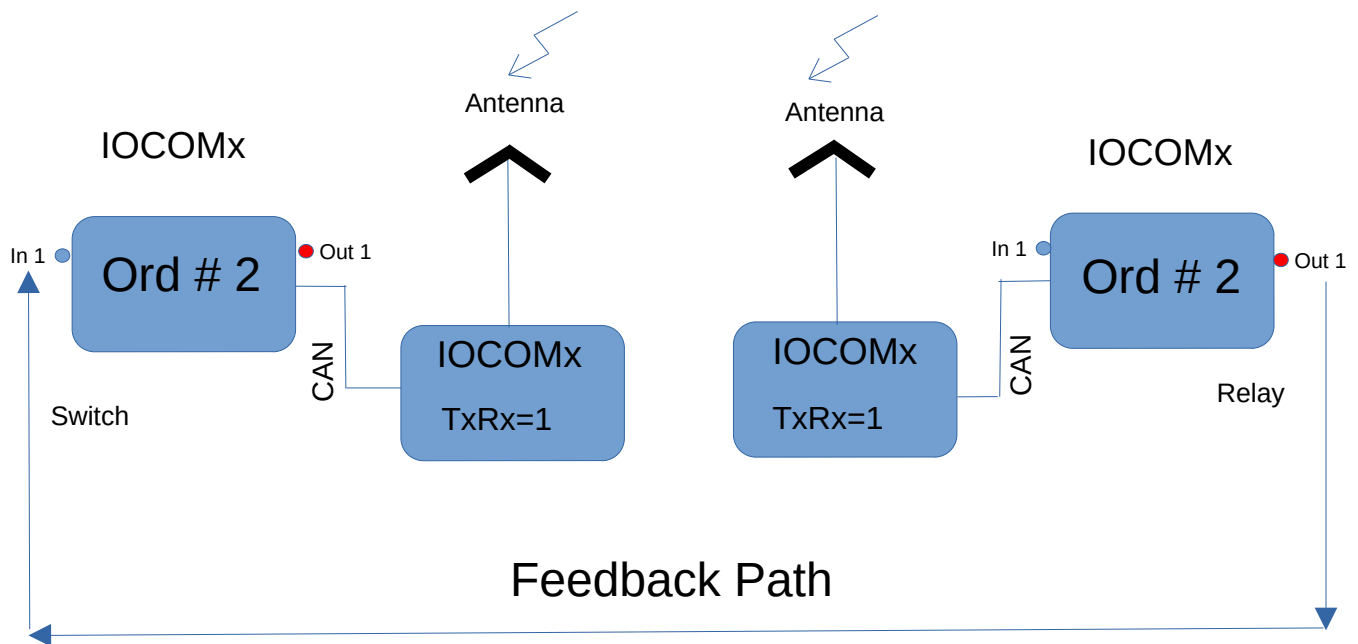 Antenna
Antenna
IOCOMx
IOCOMx
In 1
Ord # 2
Out 1
In 1
Ord # 2
Out 1
CAN
IOCOMx
TxRx=1
IOCOMx
TxRx=1
CAN
Switch
Relay
Feedback Path